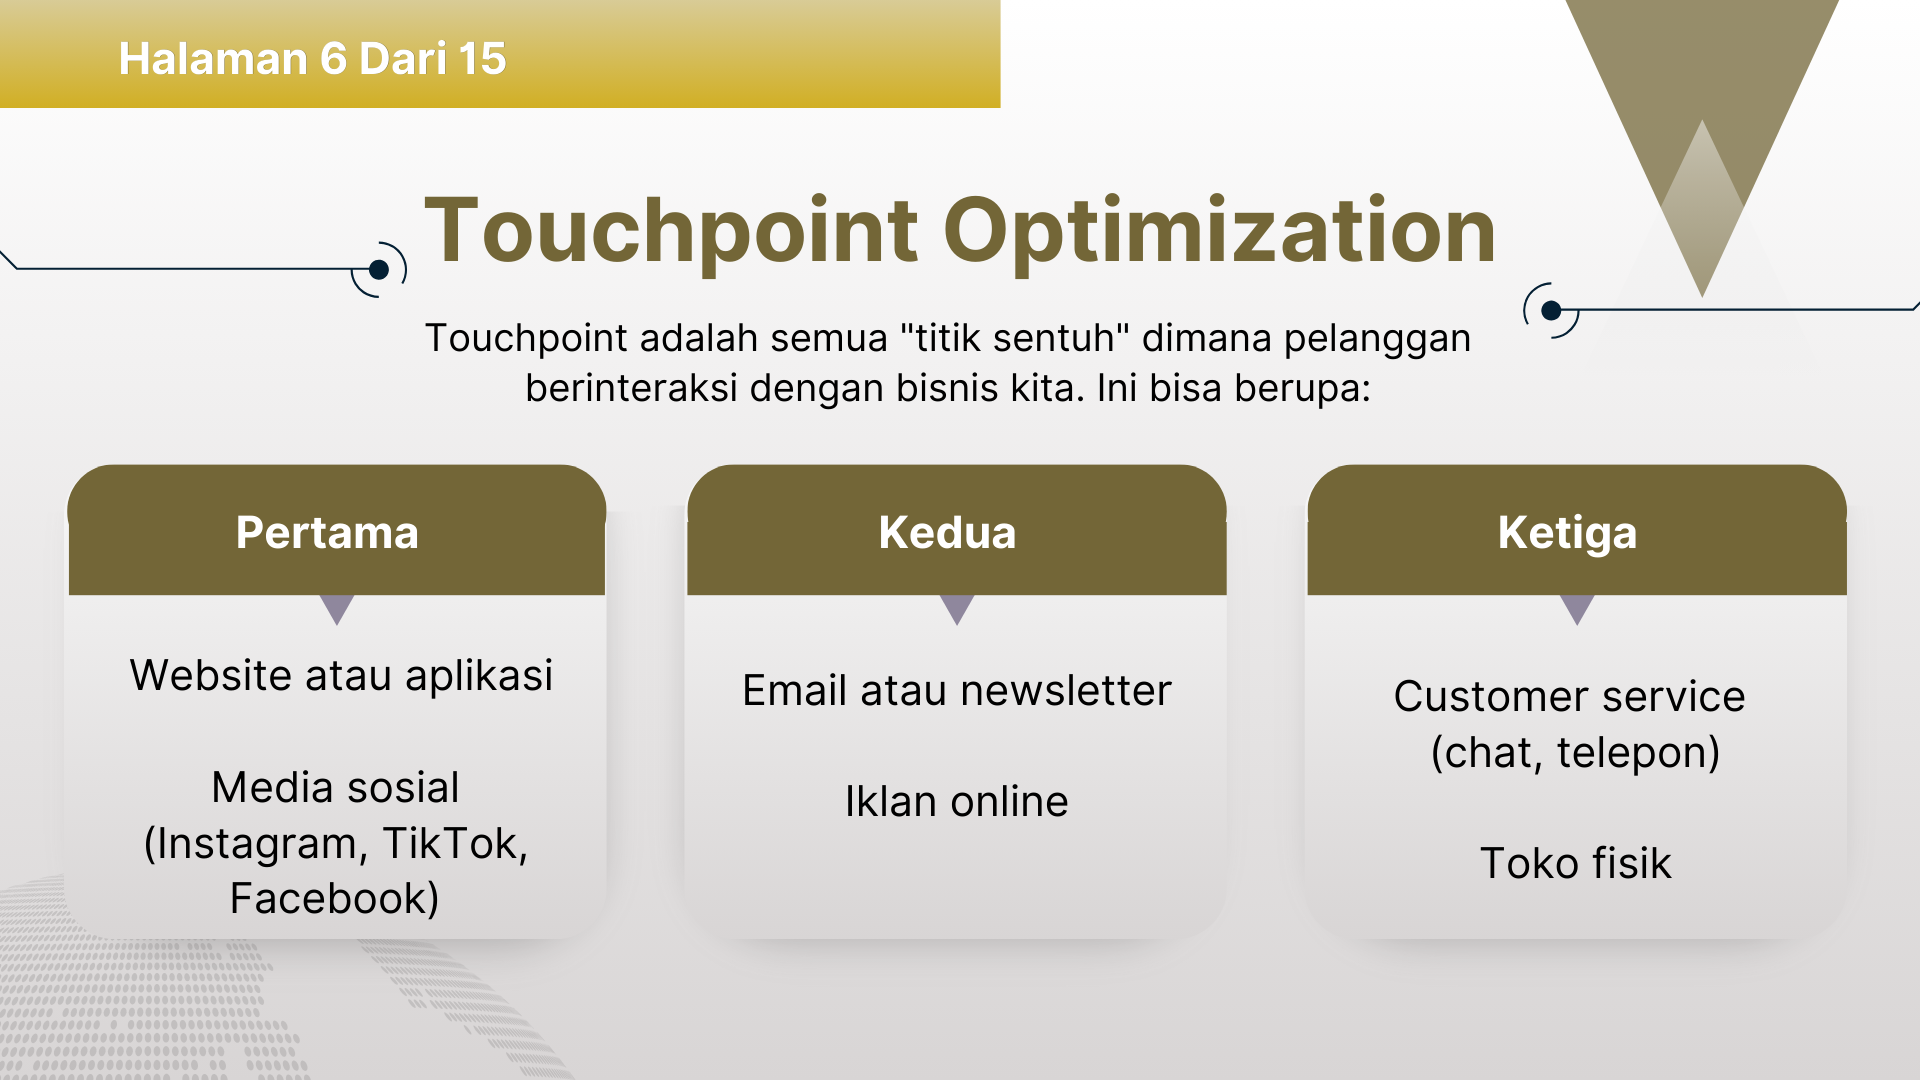 Halaman 6 Dari 15
Touchpoint Optimization
Touchpoint adalah semua "titik sentuh" dimana pelanggan
berinteraksi dengan bisnis kita. Ini bisa berupa:
Pertama
Website atau aplikasi
Media sosial
(Instagram, TikTok,
Facebook)
Kedua
Email atau newsletter
Iklan online
Ketiga
Customer service
(chat, telepon)
Toko fisik